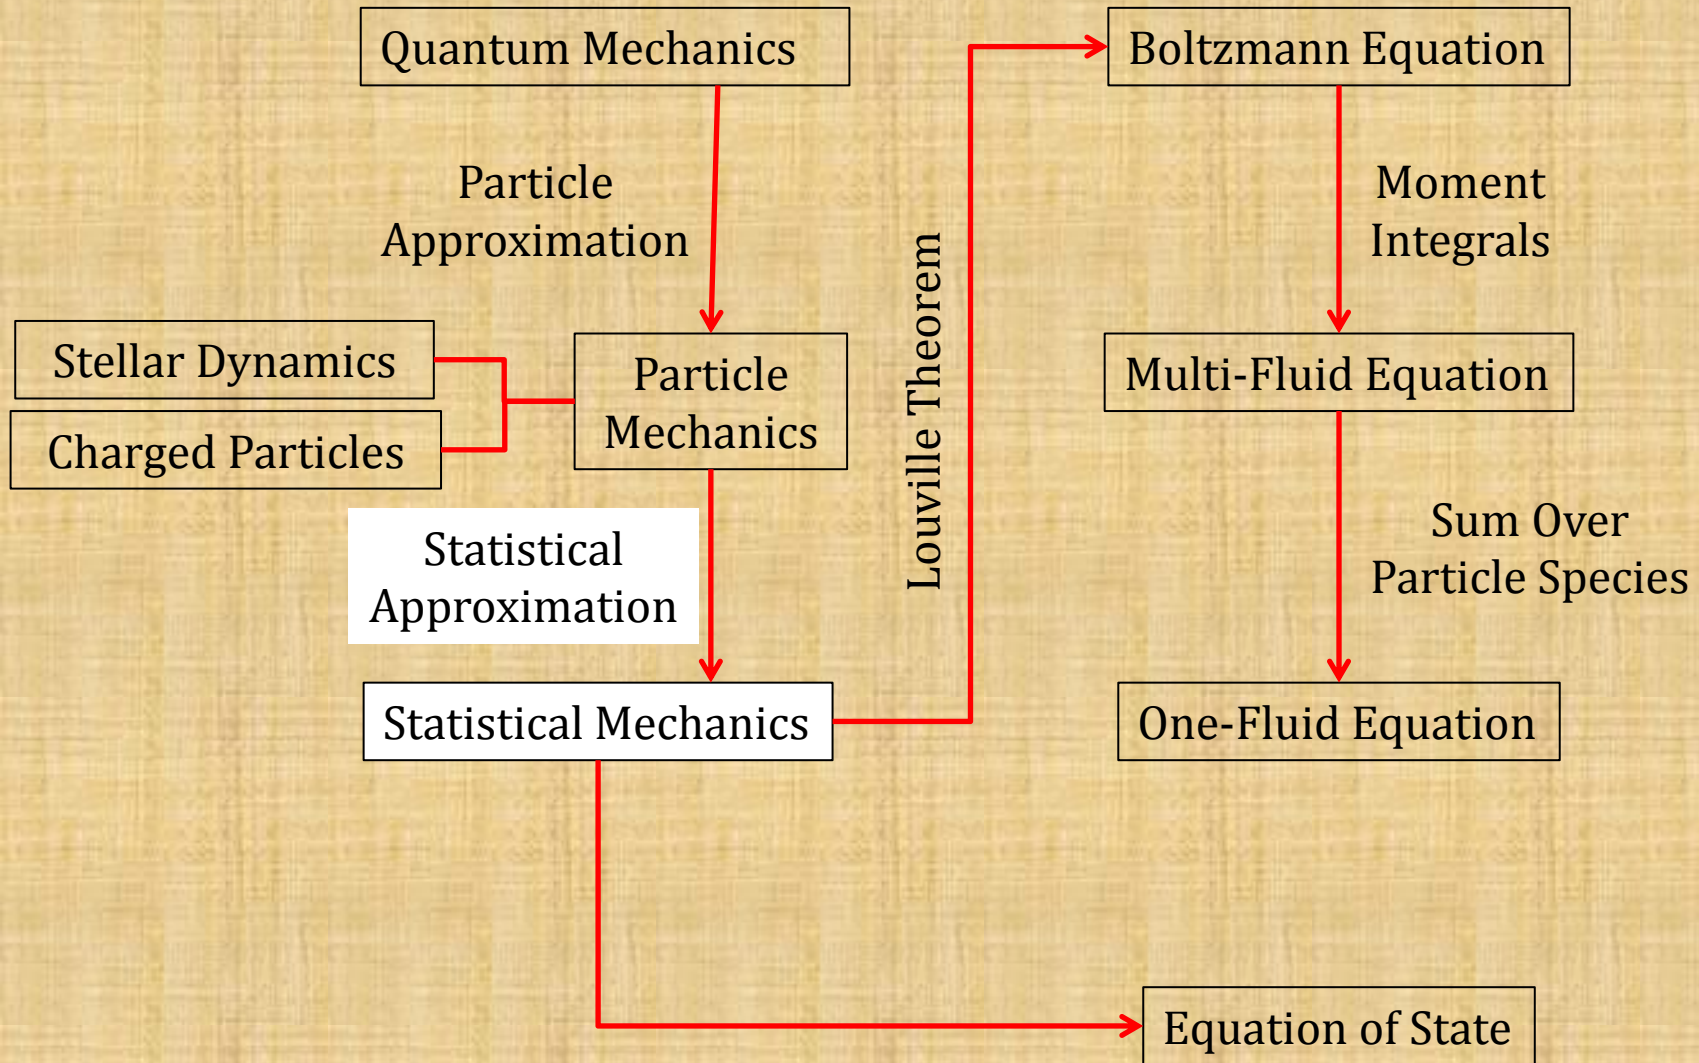 Quantum Mechanics
Particle
Approximation
Stellar Dynamics
Charged Particles
Particle
Mechanics
Statistical
Approximation
Statistical Mechanics
Louville Theorem
Boltzmann Equation
Moment
Integrals
Multi-Fluid Equation
Sum Over
Particle Species
One-Fluid Equation
Equation of State